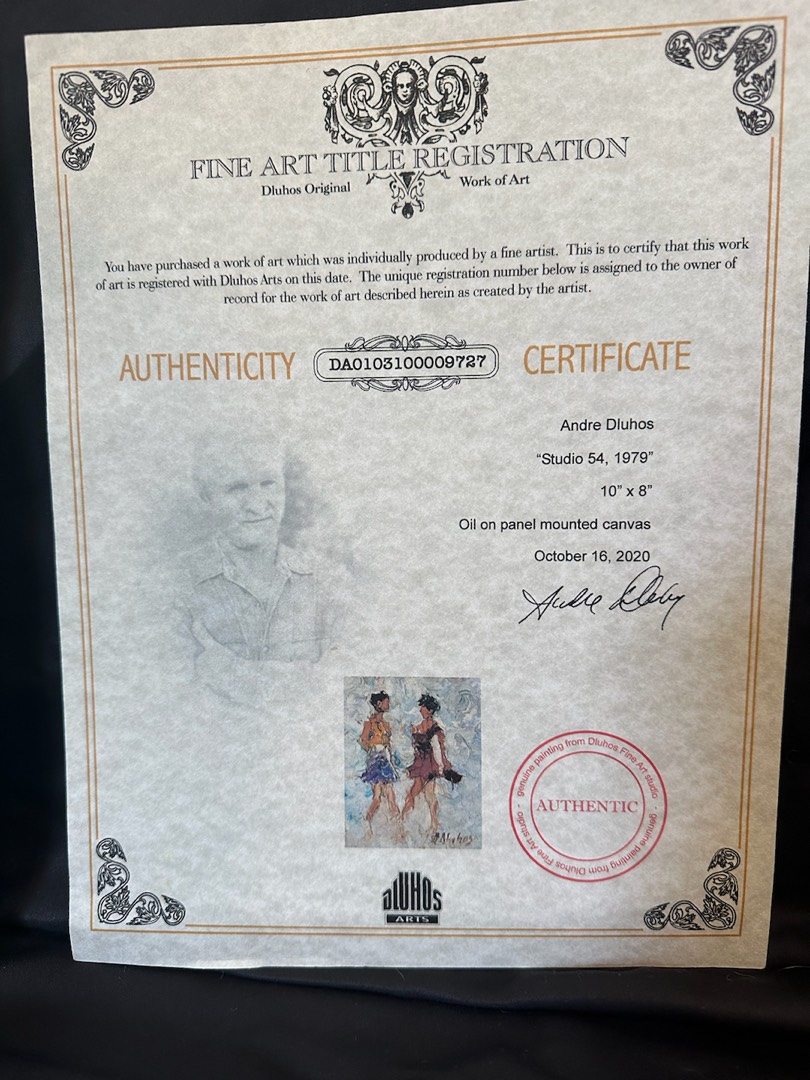 FINE ART TITLE REGISTRATION
Dluhos Original Work of Art
You have purchased a work of art which was individually produced by a fine artist. This is to certify that this work
of art is registered with Dluhos Arts on this date. The unique registration number below is assigned to the owner of
record for the work of art described herein as created by the artist.
AUTHENTICITY DA0103100009727 CERTIFICATE
Andre Dluhos
“Studio 54, 1979”
10” x 8”
Oil on panel mounted canvas
October 16, 2020
Andre Dluhos
A Dluhos
genuine painting from Dluhos Fine Art studio - genuine painting from Dluhos Fine Art studio -
AUTHENTIC
DLUHOS
ARTS